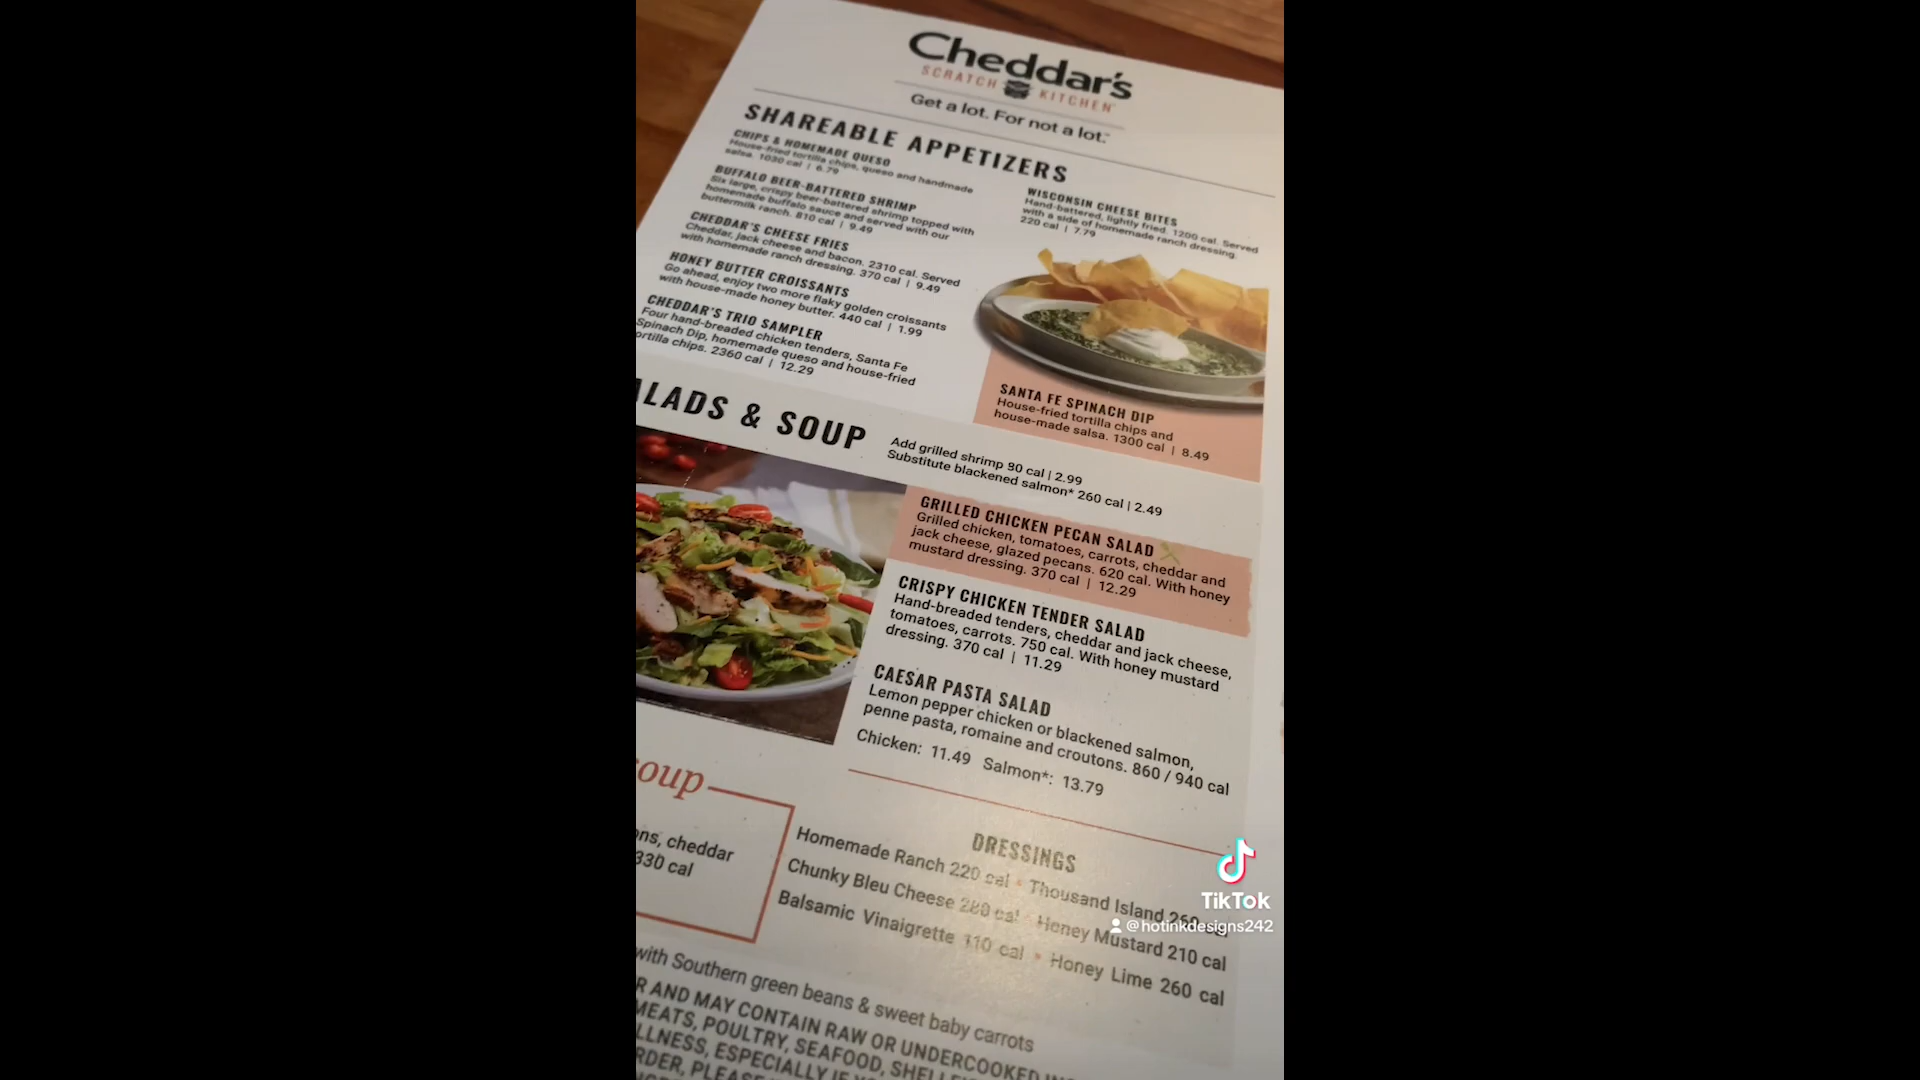 Cheddar's
SCRATCH KITCHEN
Get a lot. For not a lot.
SHAREABLE APPETIZERS
CHIPS & HOMEMADE QUESO
House-fried tortilla chips, queso and handmade
salsa. 1030 cal | 6.79
BUFFALO BEER-BATTERED SHRIMP
Six large, crispy beer-battered shrimp topped with
homemade buffalo sauce and served with our
buttermilk ranch. 810 cal | 9.49
CHEDDAR'S CHEESE FRIES
Cheddar, jack cheese and bacon. 2310 cal. Served
with homemade ranch dressing. 370 cal | 9.49
HONEY BUTTER CROISSANTS
Go ahead, enjoy two more flaky golden croissants
with house-made honey butter. 440 cal | 1.99
CHEDDAR'S TRIO SAMPLER
Four hand-breaded chicken tenders, Santa Fe
Spinach Dip, homemade queso and house-fried
ortilla chips. 2360 cal | 12.29
WISCONSIN CHEESE BITES
Hand-battered, lightly fried. 1200 cal. Served
with a side of homemade ranch dressing.
220 cal | 7.79
SANTA FE SPINACH DIP
House-fried tortilla chips and
house-made salsa. 1300 cal | 8.49
ALADS & SOUP
Add grilled shrimp 90 cal | 2.99
Substitute blackened salmon* 260 cal | 2.49
GRILLED CHICKEN PECAN SALAD
Grilled chicken, tomatoes, carrots, cheddar and
jack cheese, glazed pecans. 620 cal. With honey
mustard dressing. 370 cal | 12.29
CRISPY CHICKEN TENDER SALAD
Hand-breaded tenders, cheddar and jack cheese,
tomatoes, carrots. 750 cal. With honey mustard
dressing. 370 cal | 11.29
CAESAR PASTA SALAD
Lemon pepper chicken or blackened salmon,
penne pasta, romaine and croutons. 860 / 940 cal
Chicken: 11.49 Salmon*: 13.79
oup
ons, cheddar
330 cal
DRESSINGS
Homemade Ranch 220 cal • Thousand Island 260 cal
Chunky Bleu Cheese 280 cal • Honey Mustard 210 cal
Balsamic Vinaigrette 110 cal • Honey Lime 260 cal
with Southern green beans & sweet baby carrots
R AND MAY CONTAIN RAW OR UNDERCOOKED
MEATS, POULTRY, SEAFOOD,
LLNESS, ESPECIALLY IF
RDER, PLEASE
TikTok
@hotinkdesigns242